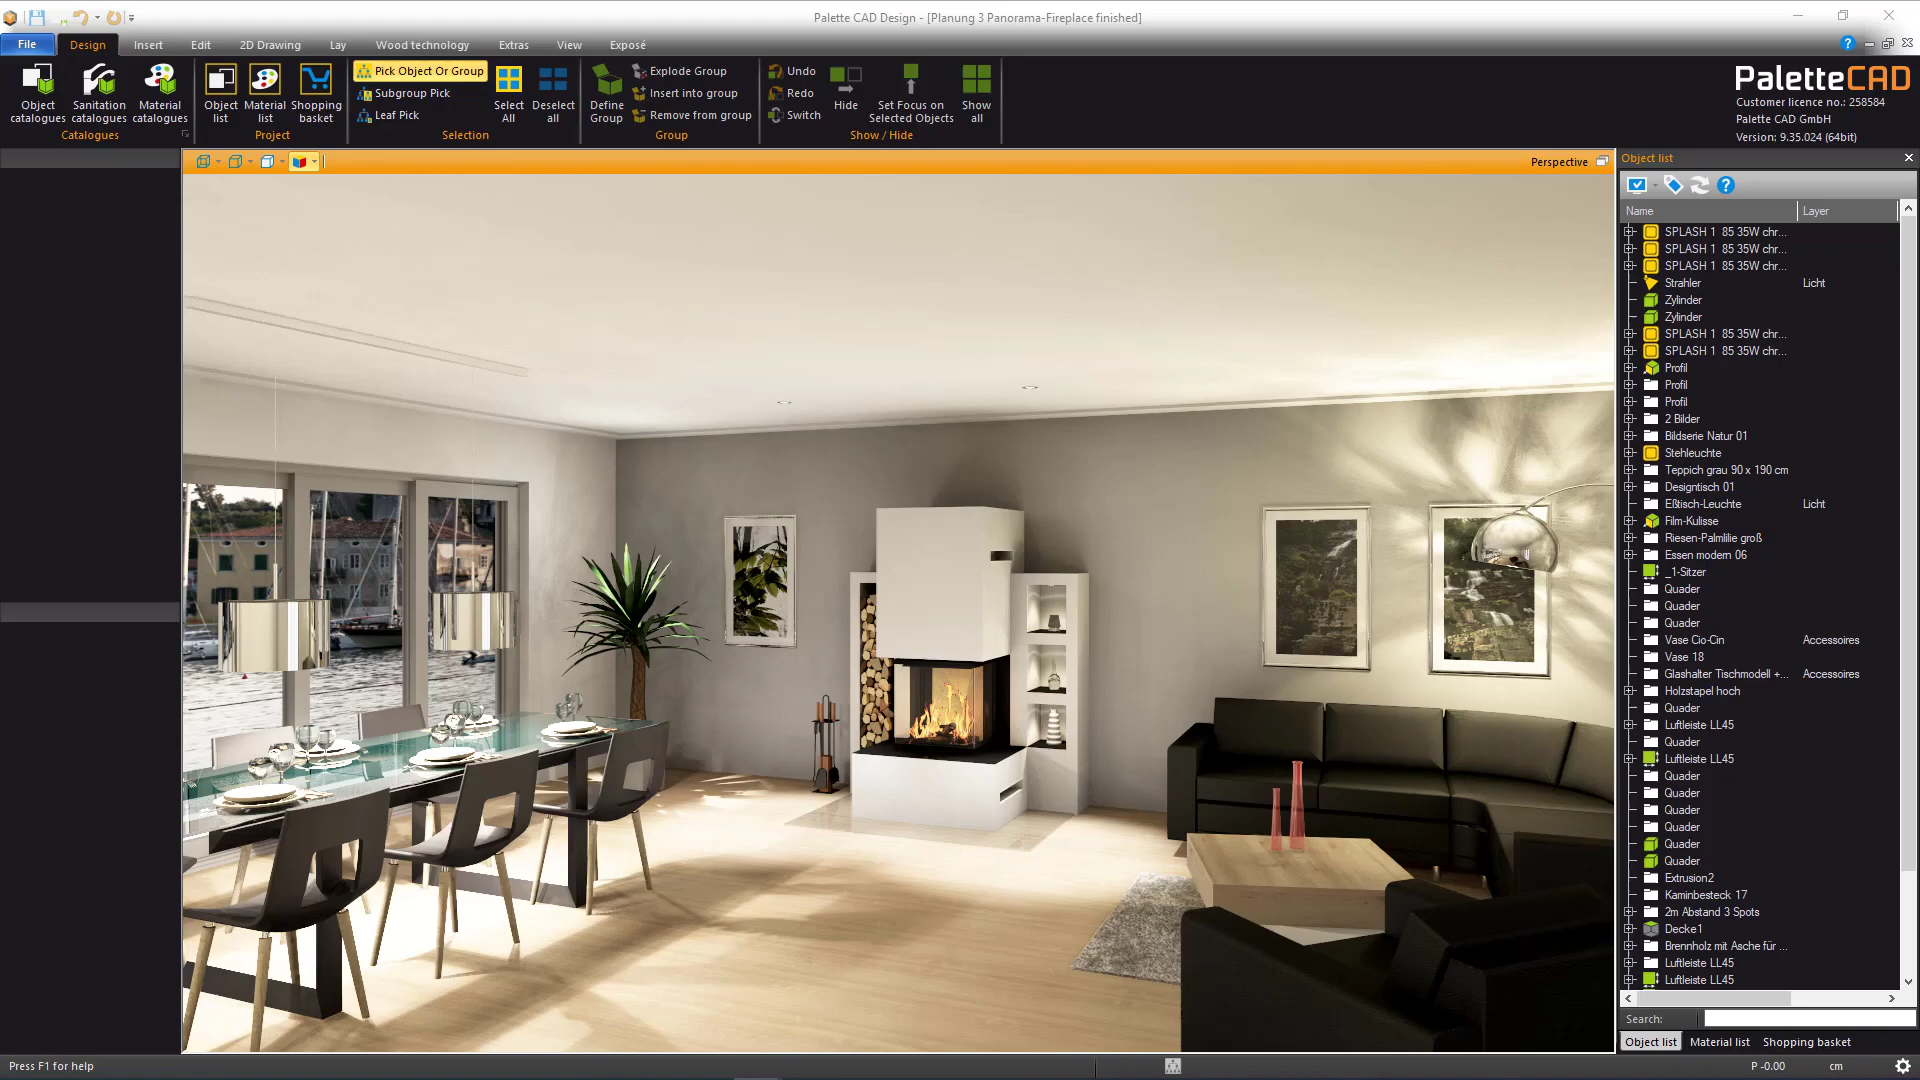 Palette CAD Design - [Planung 3 Panorama-Fireplace finished]
File
Design
Insert
Edit
2D Drawing
Lay
Wood technology
Extras
View
Exposé
Object catalogues
Sanitation catalogues
Material catalogues
Catalogues
Object list
Material list
Shopping basket
Project
Pick Object Or Group
Subgroup Pick
Leaf Pick
Select All
Deselect all
Selection
Define Group
Explode Group
Insert into group
Remove from group
Group
Undo
Redo
Switch
Hide
Set Focus on Selected Objects
Show all
Show / Hide
PaletteCAD
Customer licence no.: 258584
Palette CAD GmbH
Version: 9.35.024 (64bit)
Perspective
Object list
Name Layer
SPLASH 1 85 35W chr...
SPLASH 1 85 35W chr...
SPLASH 1 85 35W chr...
Strahler Licht
Zylinder
Zylinder
SPLASH 1 85 35W chr...
SPLASH 1 85 35W chr...
Profil
Profil
Profil
2 Bilder
Bildserie Natur 01
Stehleuchte
Teppich grau 90 x 190 cm
Designtisch 01
Eßtisch-Leuchte Licht
Film-Kulisse
Riesen-Palmlilie groß
Essen modern 06
_1-Sitzer
Quader
Quader
Quader
Vase Cio-Cin Accessoires
Vase 18
Glashalter Tischmodell +... Accessoires
Holzstapel hoch
Quader
Luftleiste LL45
Quader
Luftleiste LL45
Quader
Quader
Quader
Quader
Quader
Quader
Extrusion2
Kaminbesteck 17
2m Abstand 3 Spots
Decke1
Brennholz mit Asche für ...
Luftleiste LL45
Luftleiste LL45
Search:
Object list
Material list
Shopping basket
Press F1 for help
P -0.00
cm